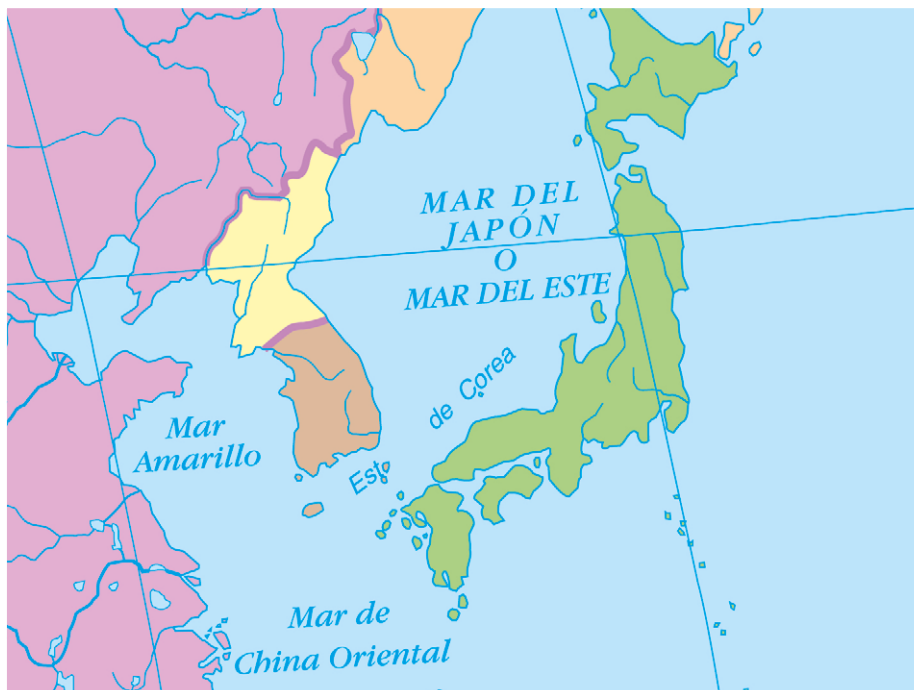 MAR DEL
JAPÓN
O
MAR DEL ESTE
Est. de Corea
Mar
Amarillo
Mar de
China Oriental